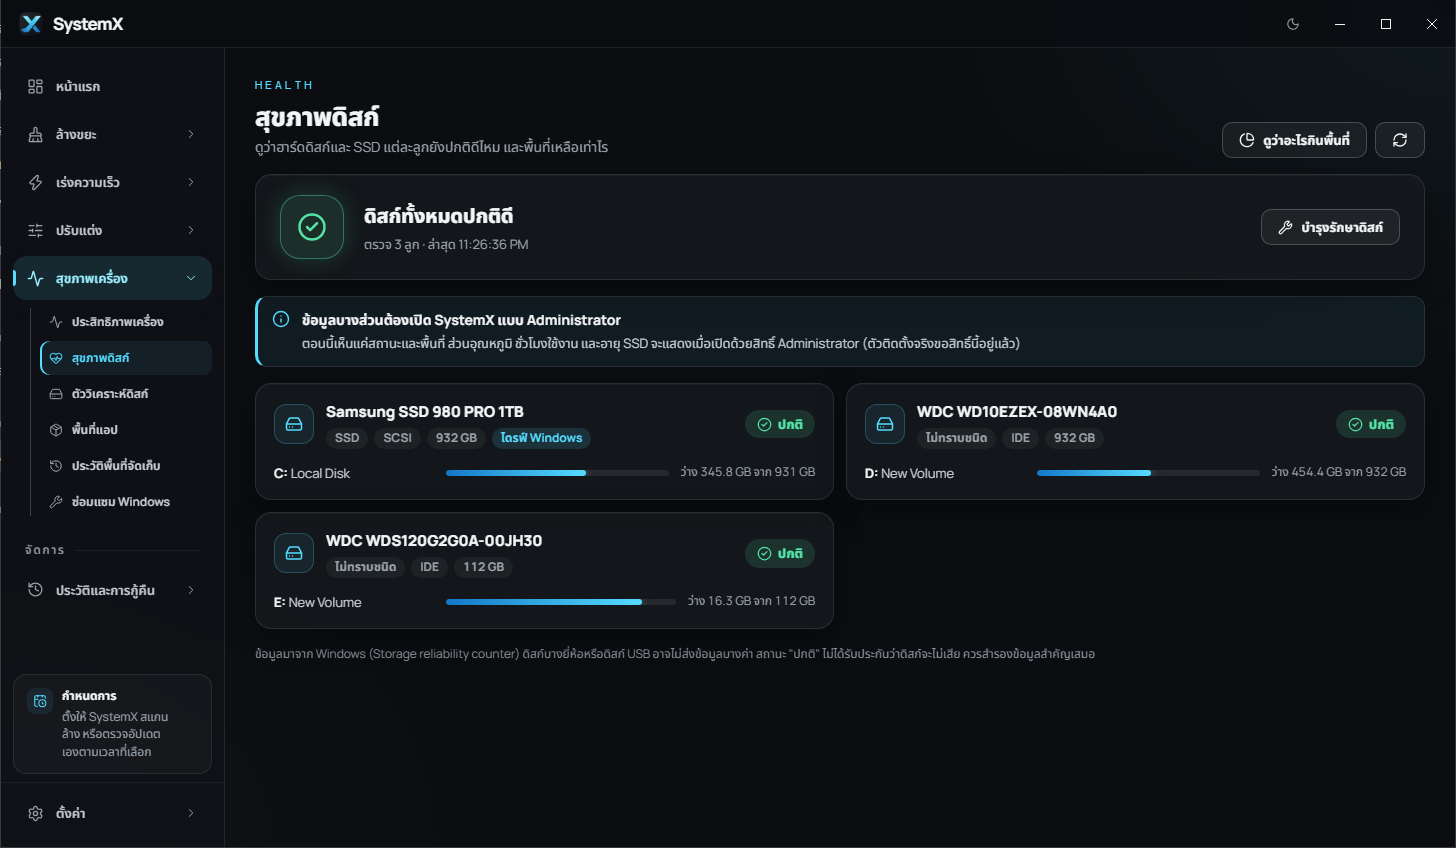 SystemX
หน้าแรก
ล้างขยะ
เร่งความเร็ว
ปรับแต่ง
สุขภาพเครื่อง
ประสิทธิภาพเครื่อง
สุขภาพดิสก์
ตัววิเคราะห์ดิสก์
พื้นที่แอป
ประวัติพื้นที่จัดเก็บ
ซ่อมแซม Windows
จัดการ
ประวัติและการกู้คืน
กำหนดการ
ตั้งให้ SystemX สแกน
ล้าง หรือตรวจอัปเดต
เองตามเวลาที่เลือก
ตั้งค่า
HEALTH
สุขภาพดิสก์
ดูว่าฮาร์ดดิสก์และ SSD แต่ละลูกยังปกติดีไหม และพื้นที่เหลือเท่าไร
ดูว่าอะไรกินพื้นที่
ดิสก์ทั้งหมดปกติดี
ตรวจ 3 ลูก · ล่าสุด 11:26:36 PM
บำรุงรักษาดิสก์
ข้อมูลบางส่วนต้องเปิด SystemX แบบ Administrator
ตอนนี้เห็นแค่สถานะและพื้นที่ ส่วนอุณหภูมิ ชั่วโมงใช้งาน และอายุ SSD จะแสดงเมื่อเปิดด้วยสิทธิ์ Administrator (ตัวติดตั้งจริงขอสิทธิ์นี้อยู่แล้ว)
Samsung SSD 980 PRO 1TB
SSD SCSI 932 GB ไดรฟ์ Windows
ปกติ
C: Local Disk ว่าง 345.8 GB จาก 931 GB
WDC WD10EZEX-08WN4A0
ไม่ทราบชนิด IDE 932 GB
ปกติ
D: New Volume ว่าง 454.4 GB จาก 932 GB
WDC WDS120G2G0A-00JH30
ไม่ทราบชนิด IDE 112 GB
ปกติ
E: New Volume ว่าง 16.3 GB จาก 112 GB
ข้อมูลมาจาก Windows (Storage reliability counter) ดิสก์บางยี่ห้อหรือดิสก์ USB อาจไม่ส่งข้อมูลบางค่า สถานะ "ปกติ" ไม่ได้รับประกันว่าดิสก์จะไม่เสีย ควรสำรองข้อมูลสำคัญเสมอ